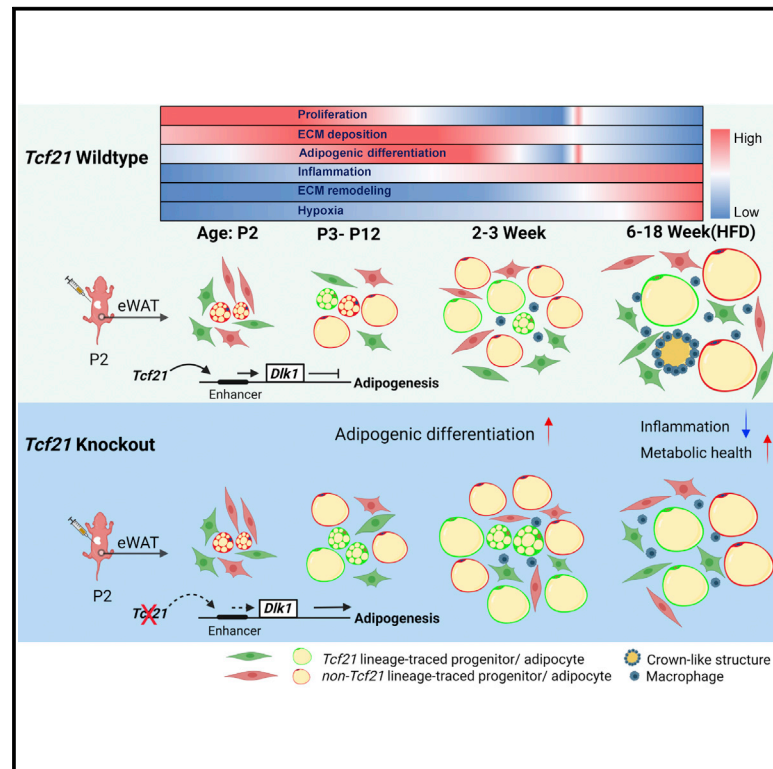 Proliferation
ECM deposition
Tcf21 Wildtype
Adipogenic differentiation
Inflammation
ECM remodeling
Hypoxia
High
Low
Age: P2
P3- P12
2-3 Week
6-18 Week(HFD)
eWAT
P2
Tcf21
Dlk1
Adipogenesis
Enhancer
Tcf21 Knockout
Adipogenic differentiation
Inflammation
Metabolic health
eWAT
P2
Tcf21
Dlk1
Adipogenesis
Enhancer
Tcf21 lineage-traced progenitor/ adipocyte
Crown-like structure
non-Tcf21 lineage-traced progenitor/ adipocyte
Macrophage